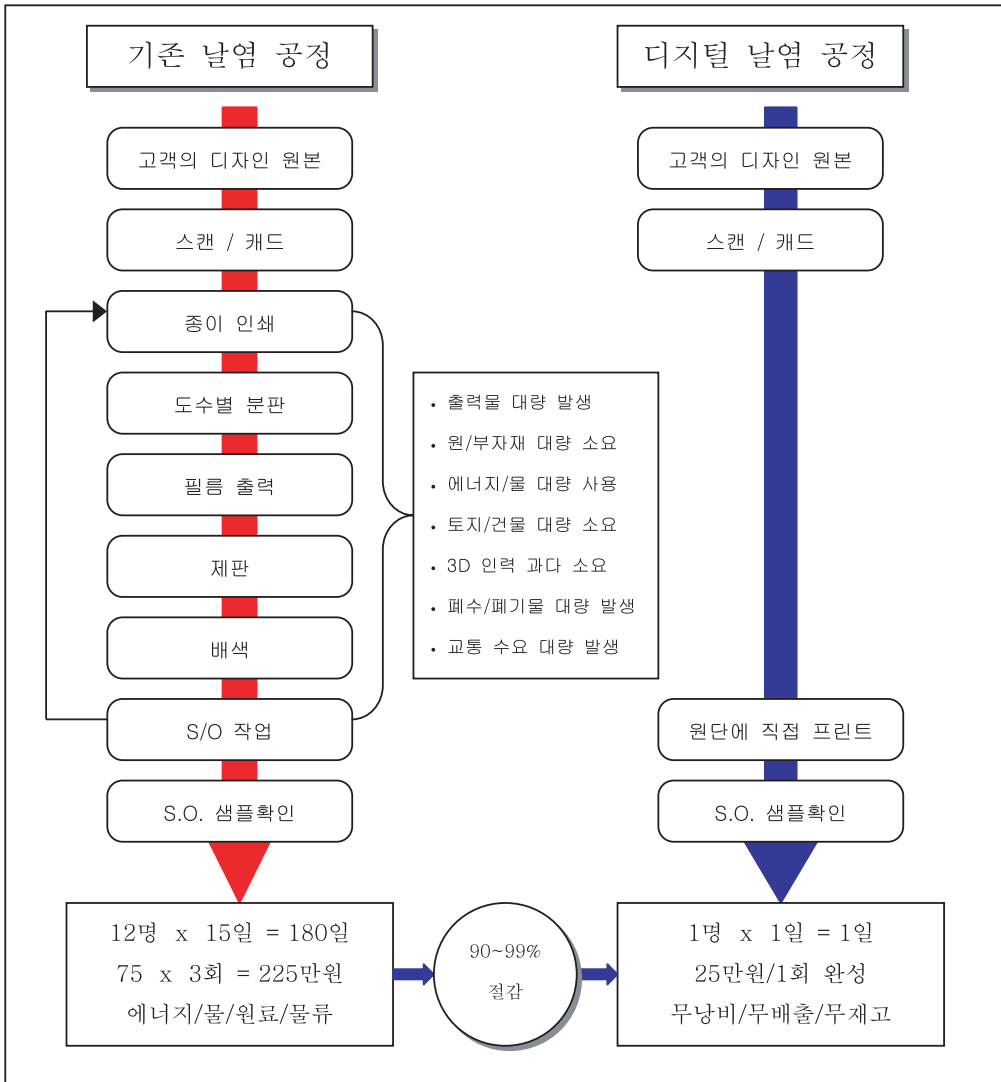 기존 날염 공정
고객의 디자인 원본
스캔 / 캐드
종이 인쇄
도수별 분판
필름 출력
제판
배색
S/O 작업
S.O. 샘플확인
12명 x 15일 = 180일
75 x 3회 = 225만원
에너지/물/원료/물류
• 출력물 대량 발생
• 원/부자재 대량 소요
• 에너지/물 대량 사용
• 토지/건물 대량 소요
• 3D 인력 과다 소요
• 폐수/폐기물 대량 발생
• 교통 수요 대량 발생
90~99%
절감
디지털 날염 공정
고객의 디자인 원본
스캔 / 캐드
원단에 직접 프린트
S.O. 샘플확인
1명 x 1일 = 1일
25만원/1회 완성
무낭비/무배출/무재고